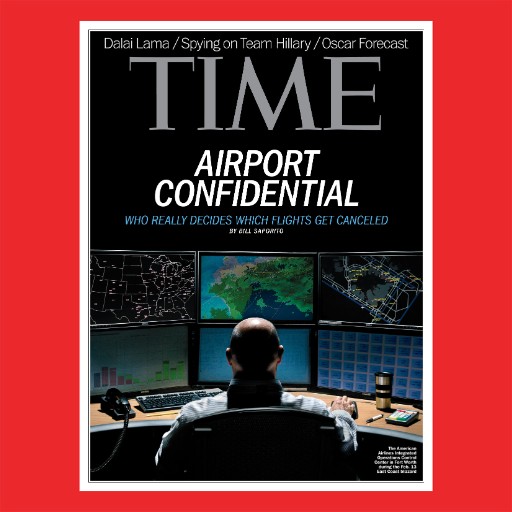 Dalai Lama / Spying on Team Hillary / Oscar Forecast
TIME
AIRPORT
CONFIDENTIAL
WHO REALLY DECIDES WHICH FLIGHTS GET CANCELED
BY BILL SAPORITO
The American
Airlines Integrated
Operations Control
Center in Fort Worth
during the Feb. 13
East Coast blizzard